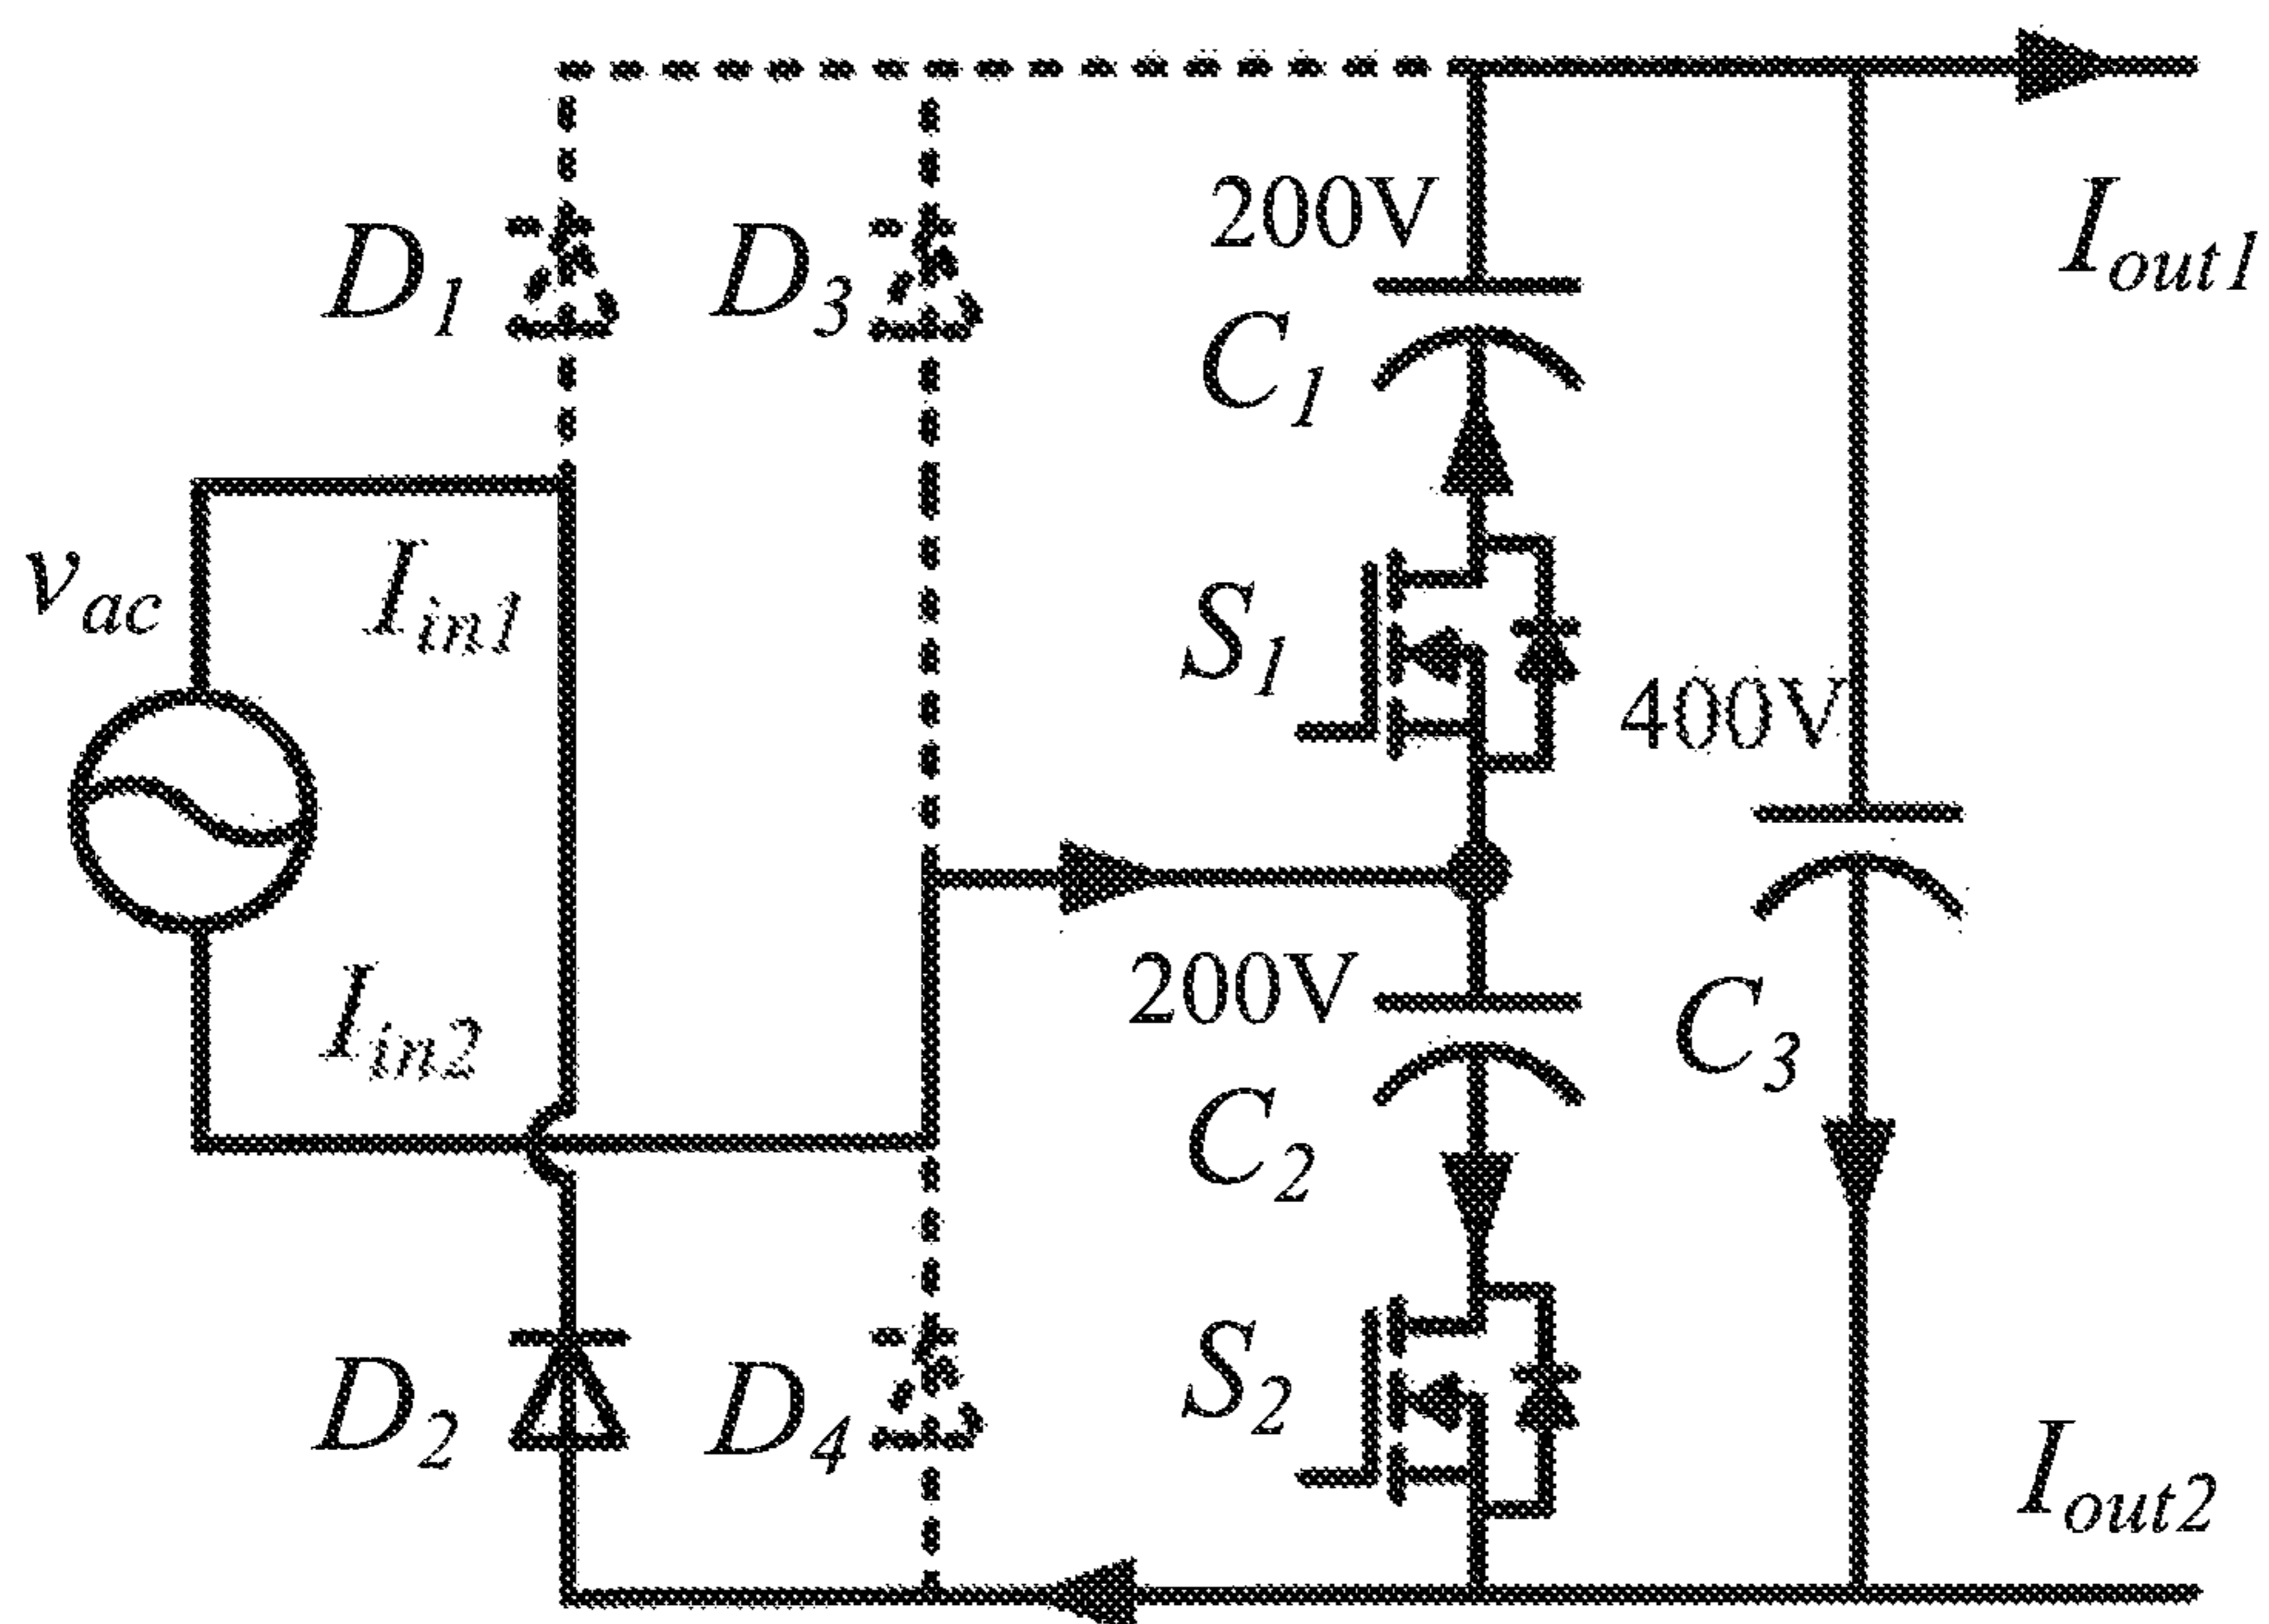 200V
I_out1
D_1
D_3
C_1
v_ac
I_in1
S_1
400V
I_in2
200V
C_3
C_2
D_2
D_4
S_2
I_out2